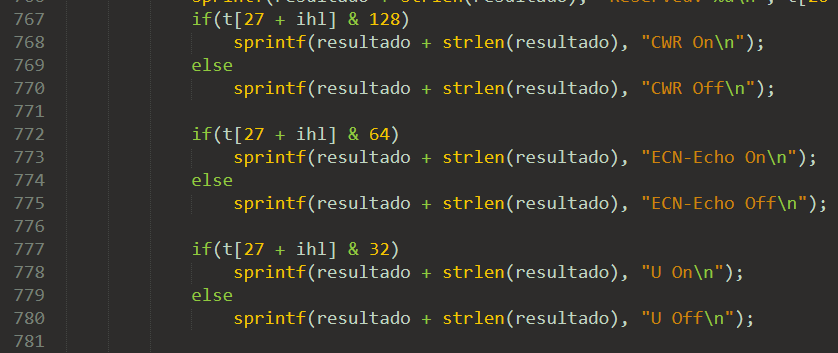 767 if(t[27 + ihl] & 128)
768 sprintf(resultado + strlen(resultado), "CWR On\n");
769 else
770 sprintf(resultado + strlen(resultado), "CWR Off\n");
771
772 if(t[27 + ihl] & 64)
773 sprintf(resultado + strlen(resultado), "ECN-Echo On\n");
774 else
775 sprintf(resultado + strlen(resultado), "ECN-Echo Off\n");
776
777 if(t[27 + ihl] & 32)
778 sprintf(resultado + strlen(resultado), "U On\n");
779 else
780 sprintf(resultado + strlen(resultado), "U Off\n");
781